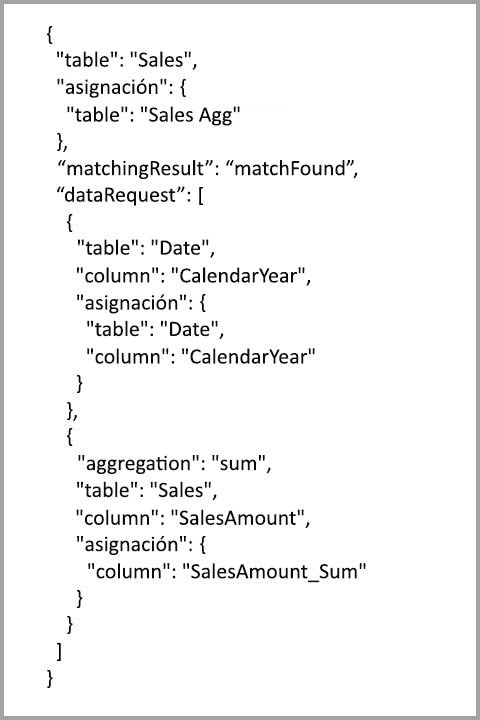 {
"table": "Sales",
"asignación": {
"table": "Sales Agg"
},
“matchingResult”: “matchFound”,
“dataRequest”: [
{
"table": "Date",
"column": "CalendarYear",
"asignación": {
"table": "Date",
"column": "CalendarYear"
}
},
{
"aggregation": "sum",
"table": "Sales",
"column": "SalesAmount",
"asignación": {
"column": "SalesAmount_Sum"
}
}
]
}